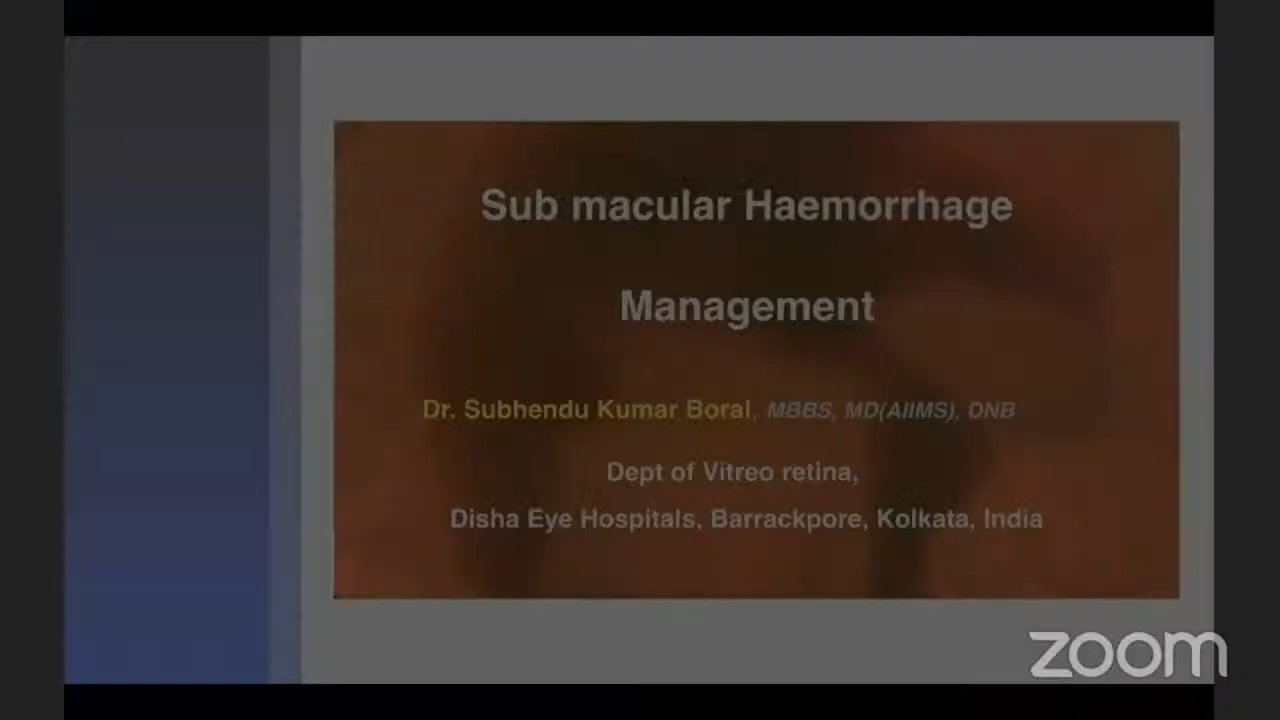 Sub macular Haemorrhage
Management
Dr. Subhendu Kumar Boral, MBBS, MD(AIIMS), DNB
Dept of Vitreo retina,
Disha Eye Hospitals, Barrackpore, Kolkata, India
zoom